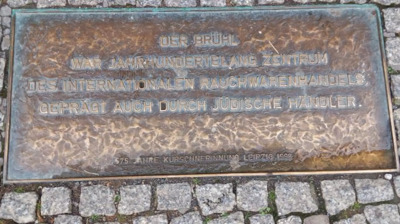 DER BRÜHL
WAR JAHRHUNDERTELANG ZENTRUM
DES INTERNATIONALEN RAUCHWARENHANDELS
GEPRÄGT AUCH DURCH JÜDISCHE HÄNDLER.
575 JAHRE KÜRSCHNERINNUNG LEIPZIG 1998